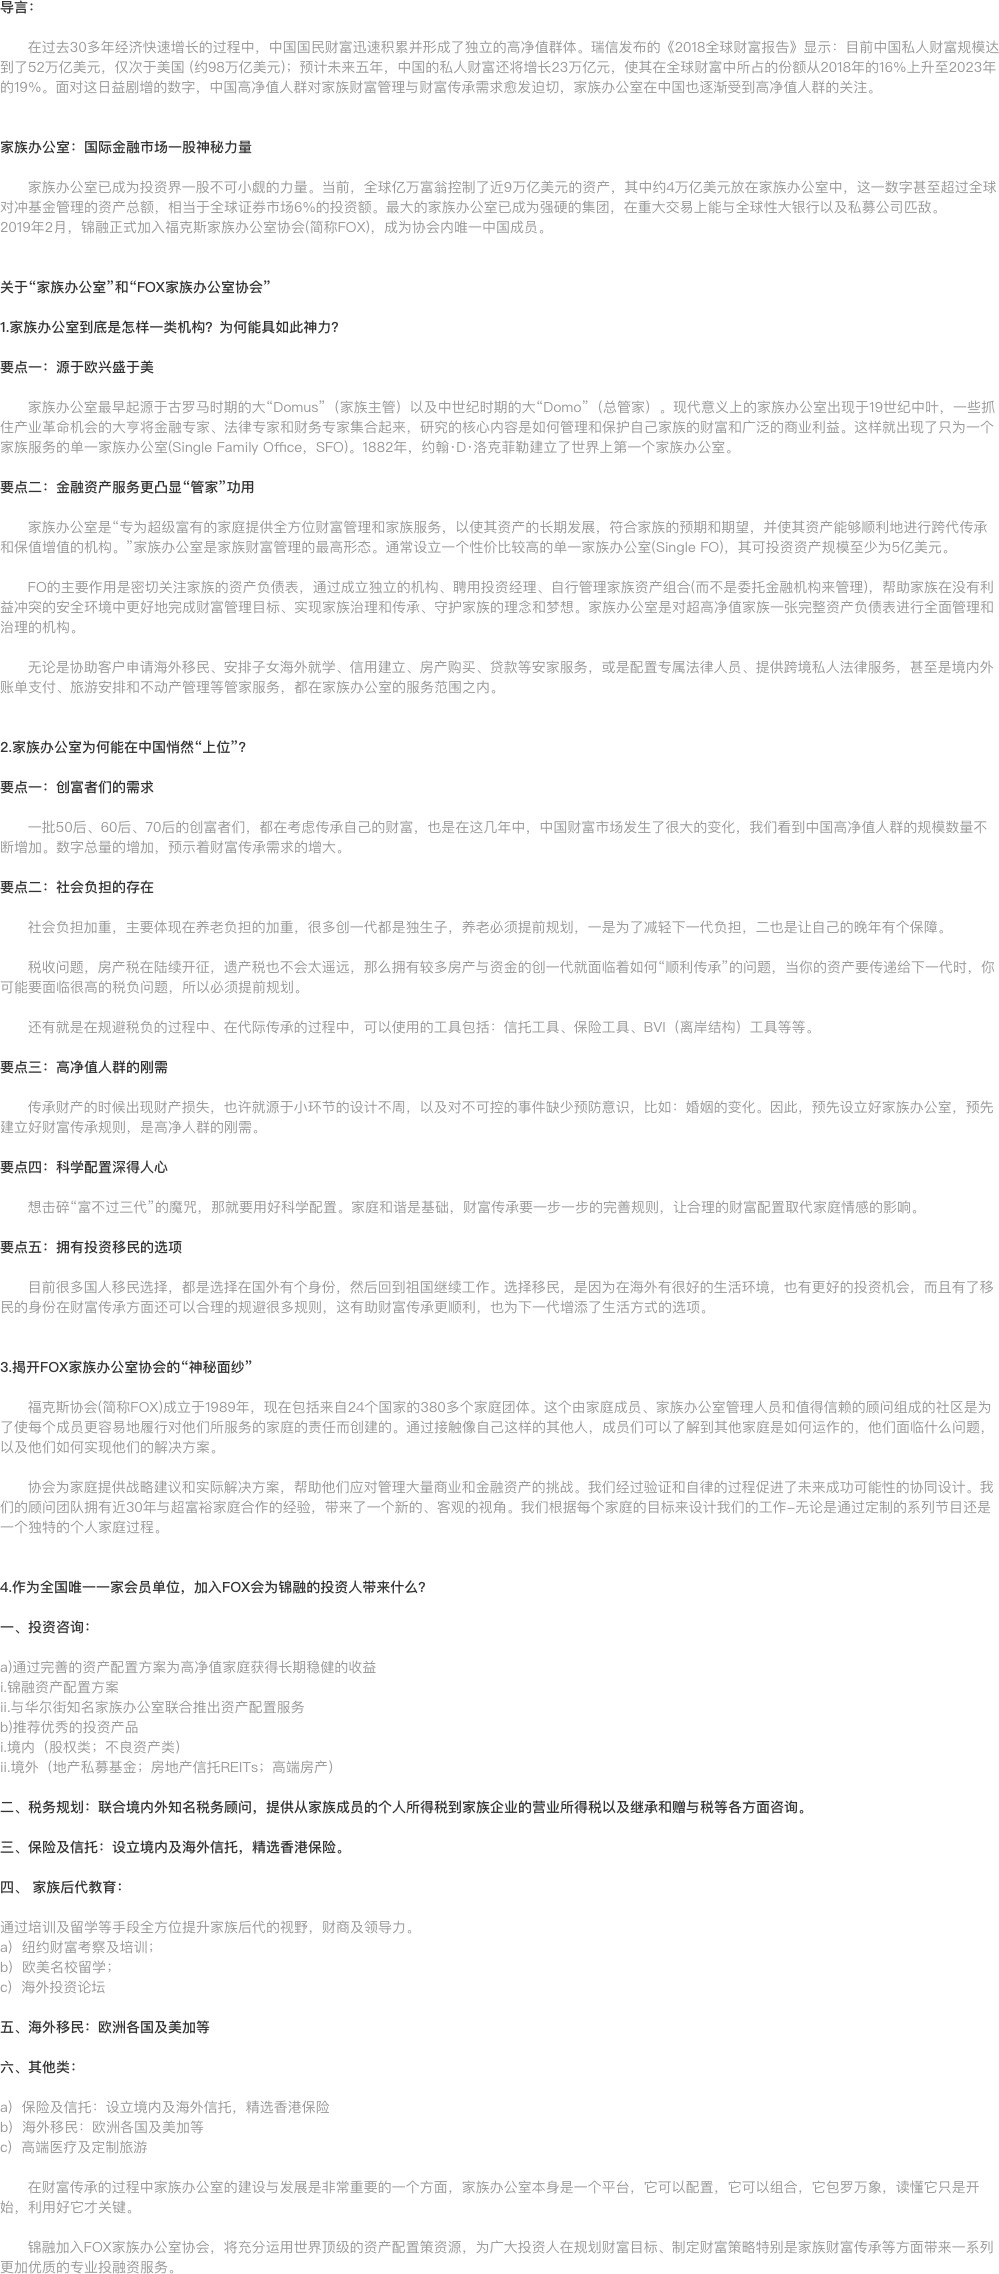 导言：
在过去30多年经济快速增长的过程中，中国国民财富迅速积累并形成了独立的高净值群体。瑞信发布的《2018全球财富报告》显示：目前中国私人财富规模达
到了52万亿美元，仅次于美国 (约98万亿美元)；预计未来五年，中国的私人财富还将增长23万亿元，使其在全球财富中所占的份额从2018年的16%上升至2023年
的19%。面对这日益剧增的数字，中国高净值人群对家族财富管理与财富传承需求愈发迫切，家族办公室在中国也逐渐受到高净值人群的关注。
家族办公室：国际金融市场一股神秘力量
家族办公室已成为投资界一股不可小觑的力量。当前，全球亿万富翁控制了近9万亿美元的资产，其中约4万亿美元放在家族办公室中，这一数字甚至超过全球
对冲基金管理的资产总额，相当于全球证券市场6%的投资额。最大的家族办公室已成为强硬的集团，在重大交易上能与全球性大银行以及私募公司匹敌。
2019年2月，锦融正式加入福克斯家族办公室协会(简称FOX)，成为协会内唯一中国成员。
关于“家族办公室”和“FOX家族办公室协会”
1.家族办公室到底是怎样一类机构？为何能具如此神力？
要点一：源于欧兴盛于美
家族办公室最早起源于古罗马时期的大“Domus”（家族主管）以及中世纪时期的大“Domo”（总管家）。现代意义上的家族办公室出现于19世纪中叶，一些抓
住产业革命机会的大亨将金融专家、法律专家和财务专家集合起来，研究的核心内容是如何管理和保护自己家族的财富和广泛的商业利益。这样就出现了只为一个
家族服务的单一家族办公室(Single Family Office，SFO)。1882年，约翰·D·洛克菲勒建立了世界上第一个家族办公室。
要点二：金融资产服务更凸显“管家”功用
家族办公室是“专为超级富有的家庭提供全方位财富管理和家族服务，以使其资产的长期发展，符合家族的预期和期望，并使其资产能够顺利地进行跨代传承
和保值增值的机构。”家族办公室是家族财富管理的最高形态。通常设立一个性价比较高的单一家族办公室(Single FO)，其可投资资产规模至少为5亿美元。
FO的主要作用是密切关注家族的资产负债表，通过成立独立的机构、聘用投资经理、自行管理家族资产组合(而不是委托金融机构来管理)，帮助家族在没有利
益冲突的安全环境中更好地完成财富管理目标、实现家族治理和传承、守护家族的理念和梦想。家族办公室是对超高净值家族一张完整资产负债表进行全面管理和
治理的机构。
无论是协助客户申请海外移民、安排子女海外就学、信用建立、房产购买、贷款等安家服务，或是配置专属法律人员、提供跨境私人法律服务，甚至是境内外
账单支付、旅游安排和不动产管理等管家服务，都在家族办公室的服务范围之内。
2.家族办公室为何能在中国悄然“上位”？
要点一：创富者们的需求
一批50后、60后、70后的创富者们，都在考虑传承自己的财富，也是在这几年中，中国财富市场发生了很大的变化，我们看到中国高净值人群的规模数量不
断增加。数字总量的增加，预示着财富传承需求的增大。
要点二：社会负担的存在
社会负担加重，主要体现在养老负担的加重，很多创一代都是独生子，养老必须提前规划，一是为了减轻下一代负担，二也是让自己的晚年有个保障。
税收问题，房产税在陆续开征，遗产税也不会太遥远，那么拥有较多房产与资金的创一代就面临着如何“顺利传承”的问题，当你的资产要传递给下一代时，你
可能要面临很高的税负问题，所以必须提前规划。
还有就是在规避税负的过程中、在代际传承的过程中，可以使用的工具包括：信托工具、保险工具、BVI（离岸结构）工具等等。
要点三：高净值人群的刚需
传承财产的时候出现财产损失，也许就源于小环节的设计不周，以及对不可控的事件缺少预防意识，比如：婚姻的变化。因此，预先设立好家族办公室，预先
建立好财富传承规则，是高净人群的刚需。
要点四：科学配置深得人心
想击碎“富不过三代”的魔咒，那就要用好科学配置。家庭和谐是基础，财富传承要一步一步的完善规则，让合理的财富配置取代家庭情感的影响。
要点五：拥有投资移民的选项
目前很多国人移民选择，都是选择在国外有个身份，然后回到祖国继续工作。选择移民，是因为在海外有很好的生活环境，也有更好的投资机会，而且有了移
民的身份在财富传承方面还可以合理的规避很多规则，这有助财富传承更顺利，也为下一代增添了生活方式的选项。
3.揭开FOX家族办公室协会的“神秘面纱”
福克斯协会(简称FOX)成立于1989年，现在包括来自24个国家的380多个家庭团体。这个由家庭成员、家族办公室管理人员和值得信赖的顾问组成的社区是为
了使每个成员更容易地履行对他们所服务的家庭的责任而创建的。通过接触像自己这样的其他人，成员们可以了解到其他家庭是如何运作的，他们面临什么问题，
以及他们如何实现他们的解决方案。
协会为家庭提供战略建议和实际解决方案，帮助他们应对管理大量商业和金融资产的挑战。我们经过验证和自律的过程促进了未来成功可能性的协同设计。我
们的顾问团队拥有近30年与超富裕家庭合作的经验，带来了一个新的、客观的视角。我们根据每个家庭的目标来设计我们的工作-无论是通过定制的系列节目还是
一个独特的个人家庭过程。
4.作为全国唯一一家会员单位，加入FOX会为锦融的投资人带来什么？
一、投资咨询：
a)通过完善的资产配置方案为高净值家庭获得长期稳健的收益
i.锦融资产配置方案
ii.与华尔街知名家族办公室联合推出资产配置服务
b)推荐优秀的投资产品
i.境内（股权类；不良资产类）
ii.境外（地产私募基金；房地产信托REITs；高端房产）
二、税务规划：联合境内外知名税务顾问，提供从家族成员的个人所得税到家族企业的营业所得税以及继承和赠与税等各方面咨询。
三、保险及信托：设立境内及海外信托，精选香港保险。
四、 家族后代教育：
通过培训及留学等手段全方位提升家族后代的视野，财商及领导力。
a）纽约财富考察及培训；
b）欧美名校留学；
c）海外投资论坛
五、海外移民：欧洲各国及美加等
六、其他类：
a）保险及信托：设立境内及海外信托，精选香港保险
b）海外移民：欧洲各国及美加等
c）高端医疗及定制旅游
在财富传承的过程中家族办公室的建设与发展是非常重要的一个方面，家族办公室本身是一个平台，它可以配置，它可以组合，它包罗万象，读懂它只是开
始，利用好它才关键。
锦融加入FOX家族办公室协会，将充分运用世界顶级的资产配置策资源，为广大投资人在规划财富目标、制定财富策略特别是家族财富传承等方面带来一系列
更加优质的专业投融资服务。